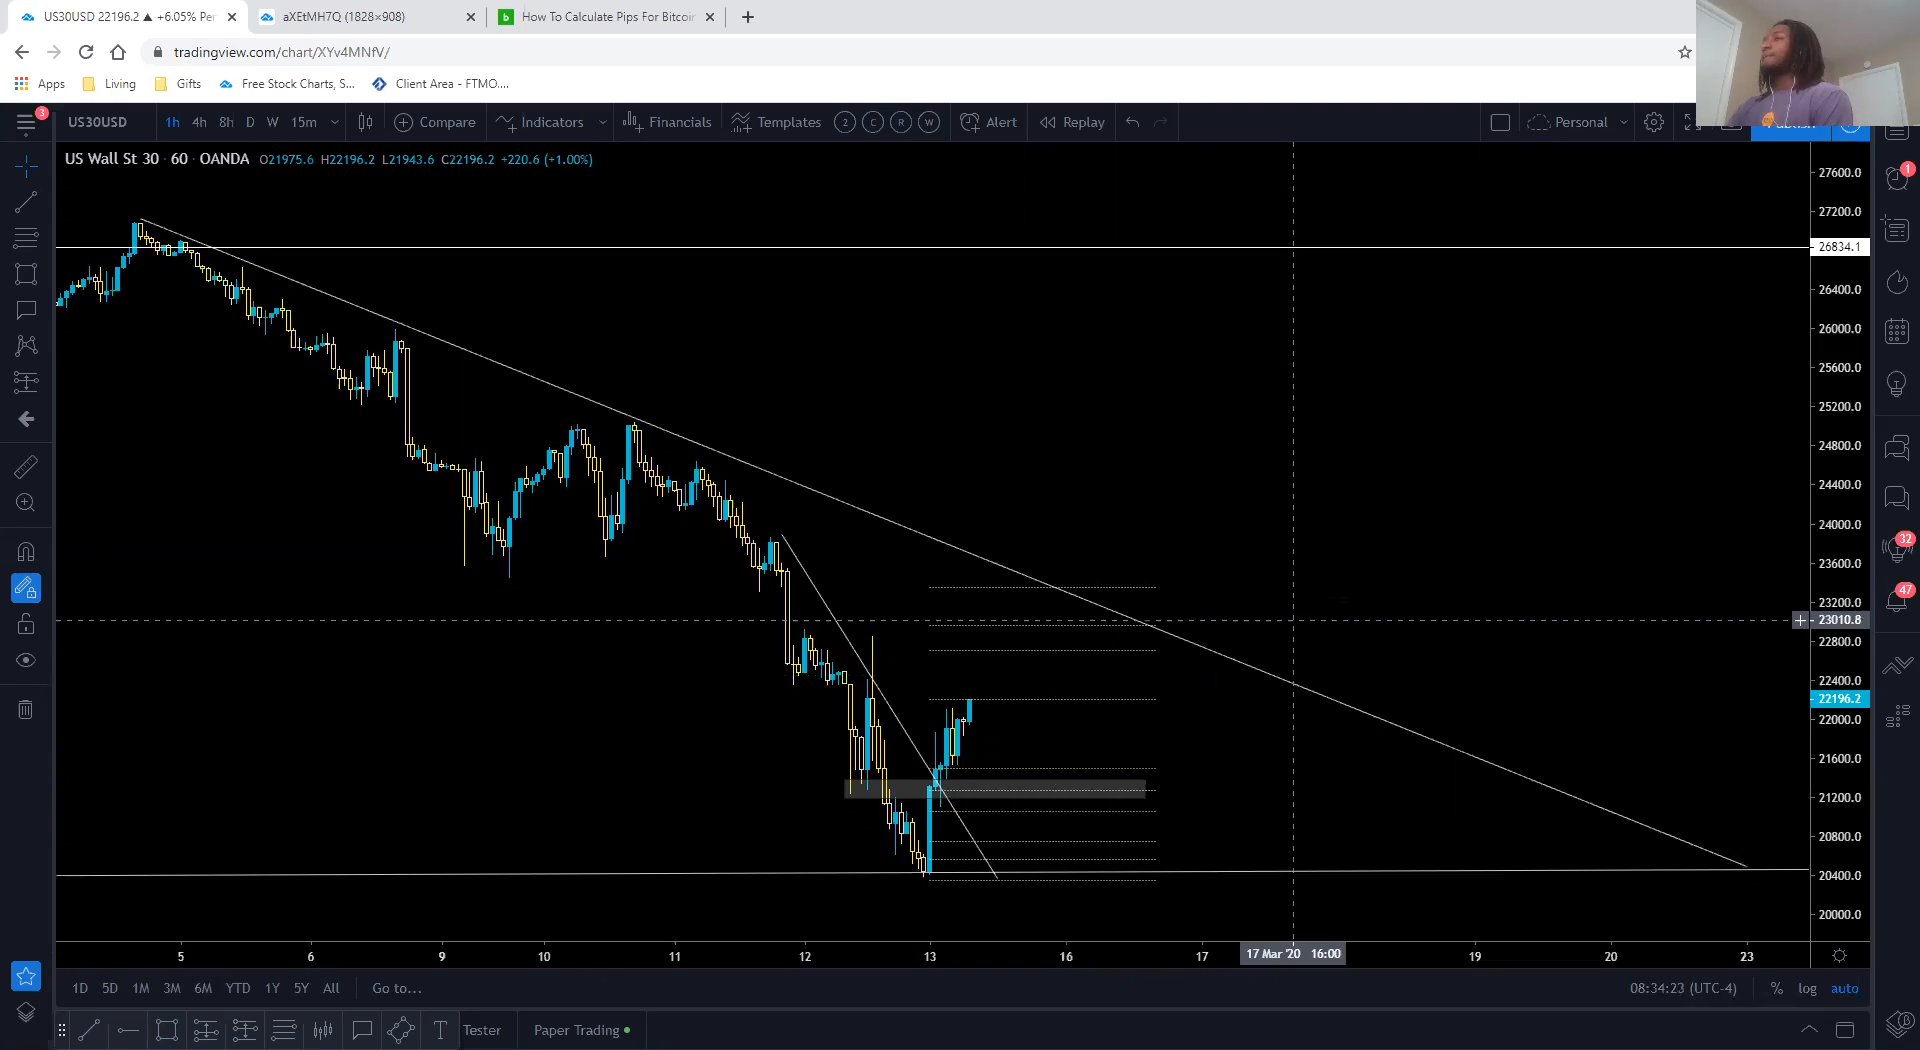 US30USD 22196.2 ▲ +6.05% Per
aXEtMH7Q (1828×908)
b How To Calculate Pips For Bitcoin
tradingview.com/chart/XYv4MNfV/
Apps Living Gifts Free Stock Charts, S... Client Area - FTMO....
3 US30USD 1h 4h 8h D W 15m Compare Indicators Financials Templates 2 C R W Alert Replay Personal
US Wall St 30 · 60 · OANDA O21975.6 H22196.2 L21943.6 C22196.2 +220.6 (+1.00%)
27600.0
1
27200.0
26834.1
26400.0
26000.0
25600.0
25200.0
24800.0
24400.0
24000.0
32
23600.0
47
23200.0
23010.8
22800.0
22400.0
22196.2
22000.0
21600.0
21200.0
20800.0
20400.0
20000.0
5 6 9 10 11 12 13 16 17 17 Mar '20 16:00 19 20 23
1D 5D 1M 3M 6M YTD 1Y 5Y All Go to... 08:34:23 (UTC-4) % log auto
T Tester Paper Trading